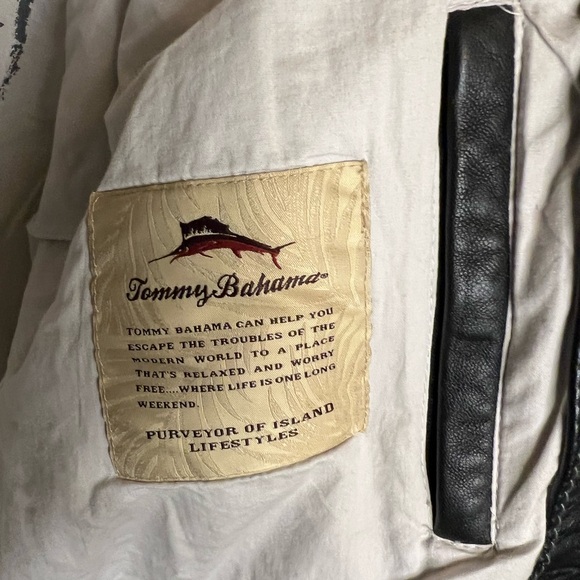 Tommy Bahama®
TOMMY BAHAMA CAN HELP YOU
ESCAPE THE TROUBLES OF THE
MODERN WORLD TO A PLACE
THAT'S RELAXED AND WORRY
FREE....WHERE LIFE IS ONE LONG
WEEKEND.
PURVEYOR OF ISLAND
LIFESTYLES